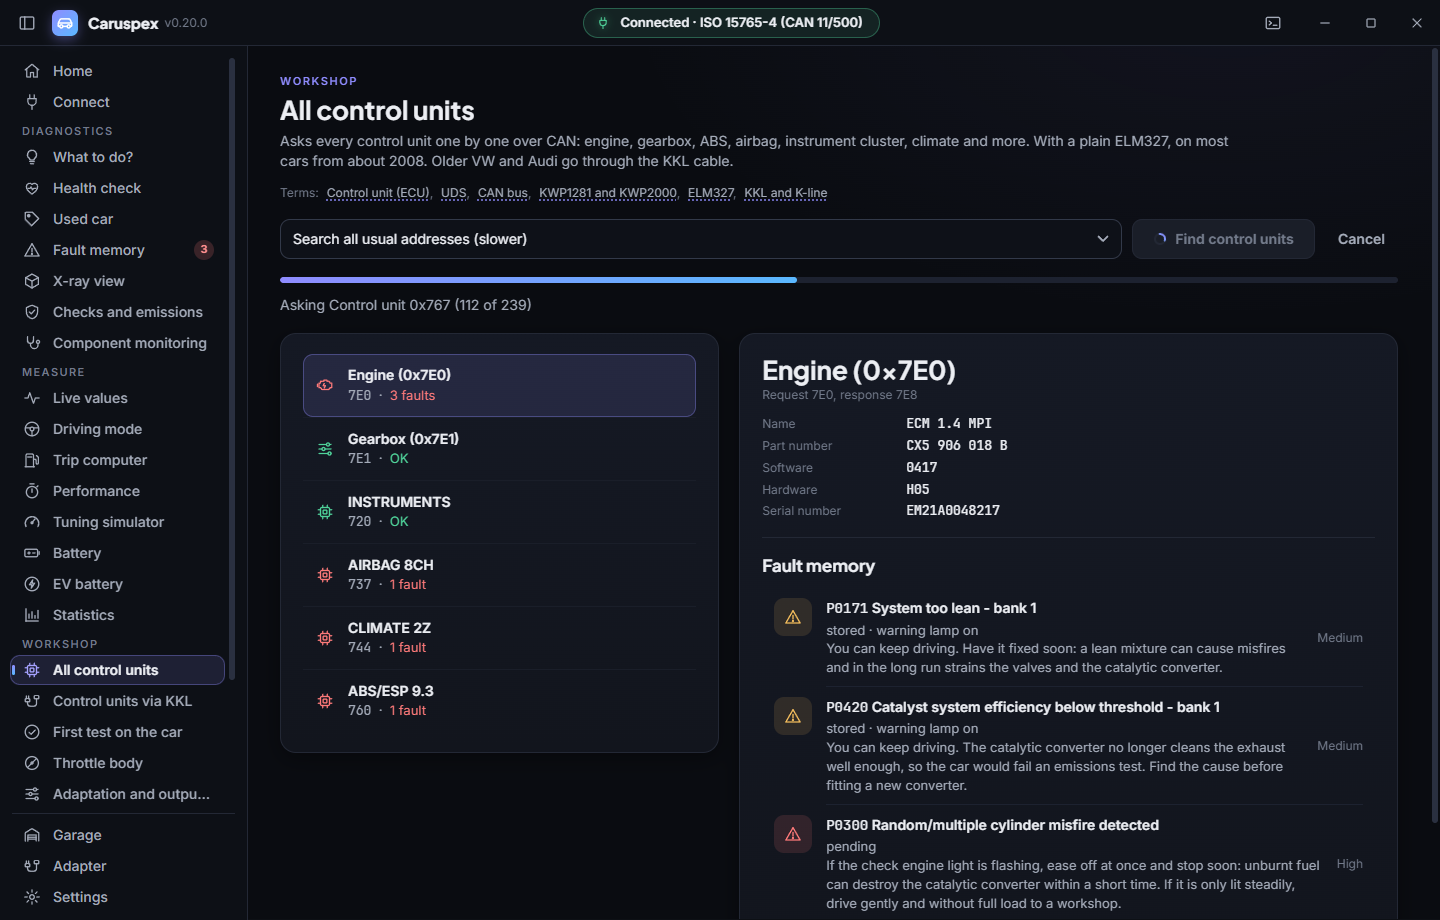 Caruspex v0.20.0
Connected · ISO 15765-4 (CAN 11/500)
Home
Connect
DIAGNOSTICS
What to do?
Health check
Used car
Fault memory 3
X-ray view
Checks and emissions
Component monitoring
MEASURE
Live values
Driving mode
Trip computer
Performance
Tuning simulator
Battery
EV battery
Statistics
WORKSHOP
All control units
Control units via KKL
First test on the car
Throttle body
Adaptation and outpu...
Garage
Adapter
Settings
WORKSHOP
All control units
Asks every control unit one by one over CAN: engine, gearbox, ABS, airbag, instrument cluster, climate and more. With a plain ELM327, on most
cars from about 2008. Older VW and Audi go through the KKL cable.
Terms: Control unit (ECU), UDS, CAN bus, KWP1281 and KWP2000, ELM327, KKL and K-line
Search all usual addresses (slower)
Find control units
Cancel
Asking Control unit 0x767 (112 of 239)
Engine (0x7E0)
7E0 · 3 faults
Gearbox (0x7E1)
7E1 · OK
INSTRUMENTS
720 · OK
AIRBAG 8CH
737 · 1 fault
CLIMATE 2Z
744 · 1 fault
ABS/ESP 9.3
760 · 1 fault
Engine (0×7E0)
Request 7E0, response 7E8
Name ECM 1.4 MPI
Part number CX5 906 018 B
Software 0417
Hardware H05
Serial number EM21A0048217
Fault memory
P0171 System too lean - bank 1
stored · warning lamp on
You can keep driving. Have it fixed soon: a lean mixture can cause misfires
and in the long run strains the valves and the catalytic converter.
Medium
P0420 Catalyst system efficiency below threshold - bank 1
stored · warning lamp on
You can keep driving. The catalytic converter no longer cleans the exhaust
well enough, so the car would fail an emissions test. Find the cause before
fitting a new converter.
Medium
P0300 Random/multiple cylinder misfire detected
pending
If the check engine light is flashing, ease off at once and stop soon: unburnt fuel
can destroy the catalytic converter within a short time. If it is only lit steadily,
drive gently and without full load to a workshop.
High